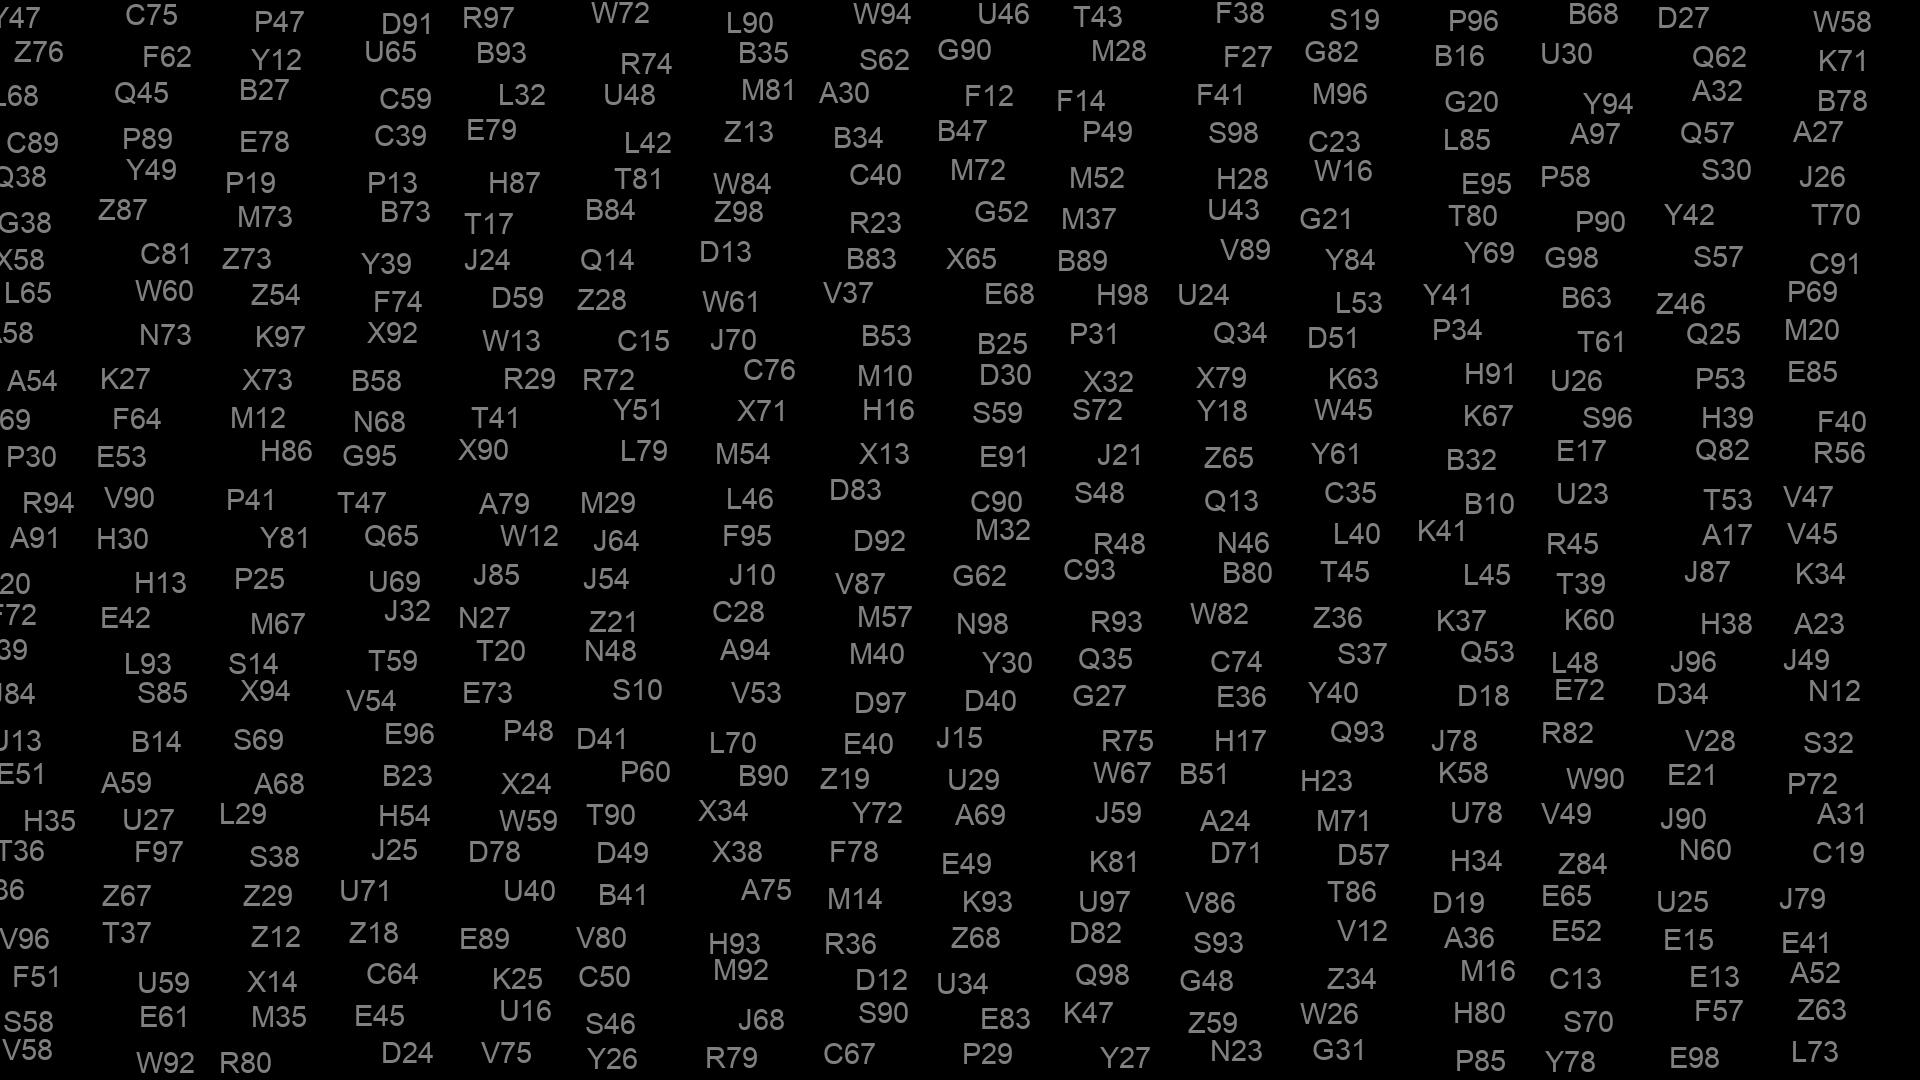 Y47 C75 P47 D91 R97 W72 L90 W94 U46 T43 F38 S19 P96 B68 D27 W58
Z76 F62 Y12 U65 B93 R74 B35 S62 G90 M28 F27 G82 B16 U30 Q62 K71
L68 Q45 B27 C59 L32 U48 M81 A30 F12 F14 F41 M96 G20 Y94 A32 B78
C89 P89 E78 C39 E79 L42 Z13 B34 B47 P49 S98 C23 L85 A97 Q57 A27
Q38 Y49 P19 P13 H87 T81 W84 C40 M72 M52 H28 W16 E95 P58 S30 J26
G38 Z87 M73 B73 T17 B84 Z98 R23 G52 M37 U43 G21 T80 P90 Y42 T70
X58 C81 Z73 Y39 J24 Q14 D13 B83 X65 B89 V89 Y84 Y69 G98 S57 C91
L65 W60 Z54 F74 D59 Z28 W61 V37 E68 H98 U24 L53 Y41 B63 Z46 P69
58 N73 K97 X92 W13 C15 J70 B53 B25 P31 Q34 D51 P34 T61 Q25 M20
A54 K27 X73 B58 R29 R72 C76 M10 D30 X32 X79 K63 H91 U26 P53 E85
69 F64 M12 N68 T41 Y51 X71 H16 S59 S72 Y18 W45 K67 S96 H39 F40
P30 E53 H86 G95 X90 L79 M54 X13 E91 J21 Z65 Y61 B32 E17 Q82 R56
R94 V90 P41 T47 A79 M29 L46 D83 C90 S48 Q13 C35 B10 U23 T53 V47
A91 H30 Y81 Q65 W12 J64 F95 D92 M32 R48 N46 L40 K41 R45 A17 V45
20 H13 P25 U69 J85 J54 J10 V87 G62 C93 B80 T45 L45 T39 J87 K34
F72 E42 M67 J32 N27 Z21 C28 M57 N98 R93 W82 Z36 K37 K60 H38 A23
39 L93 S14 T59 T20 N48 A94 M40 Y30 Q35 C74 S37 Q53 L48 J96 J49
84 S85 X94 V54 E73 S10 V53 D97 D40 G27 E36 Y40 D18 E72 D34 N12
13 B14 S69 E96 P48 D41 L70 E40 J15 R75 H17 Q93 J78 R82 V28 S32
E51 A59 A68 B23 X24 P60 B90 Z19 U29 W67 B51 H23 K58 W90 E21 P72
H35 U27 L29 H54 W59 T90 X34 Y72 A69 J59 A24 M71 U78 V49 J90 A31
T36 F97 S38 J25 D78 D49 X38 F78 E49 K81 D71 D57 H34 Z84 N60 C19
36 Z67 Z29 U71 U40 B41 A75 M14 K93 U97 V86 T86 D19 E65 U25 J79
V96 T37 Z12 Z18 E89 V80 H93 R36 Z68 D82 S93 V12 A36 E52 E15 E41
F51 U59 X14 C64 K25 C50 M92 D12 U34 Q98 G48 Z34 M16 C13 E13 A52
S58 E61 M35 E45 U16 S46 J68 S90 E83 K47 Z59 W26 H80 S70 F57 Z63
V58 W92 R80 D24 V75 Y26 R79 C67 P29 Y27 N23 G31 P85 Y78 E98 L73